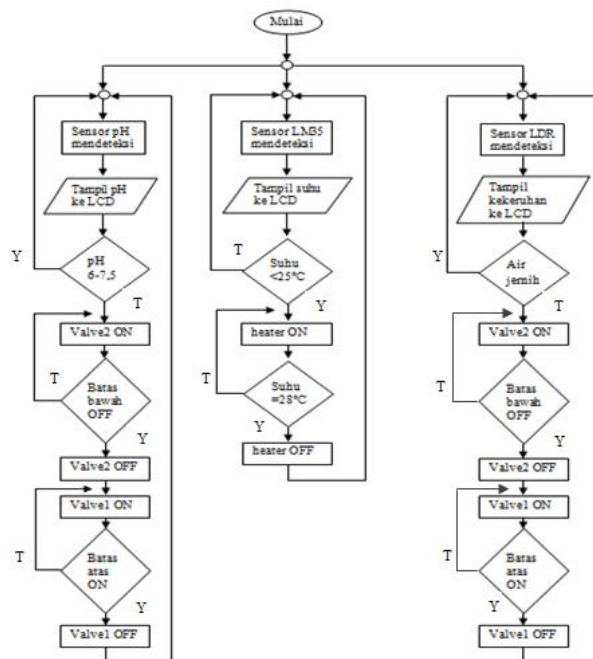 Mulai
Sensor pH
mendeteksi
Tampil pH
ke LCD
Y
pH
6-7,5
T
Valve2 ON
T
Batas
bawah
OFF
Y
Valve2 OFF
Valve1 ON
T
Batas
atas
ON
Y
Valve1 OFF
Sensor LM35
mendeteksi
Tampil suhu
ke LCD
T
Suhu
<25°C
Y
heater ON
T
Suhu
=28°C
Y
heater OFF
Sensor LDR
mendeteksi
Tampil
kekeruhan
ke LCD
Y
Air
jernih
T
Valve2 ON
T
Batas
bawah
OFF
Y
Valve2 OFF
Valve1 ON
T
Batas
atas
ON
Y
Valve1 OFF